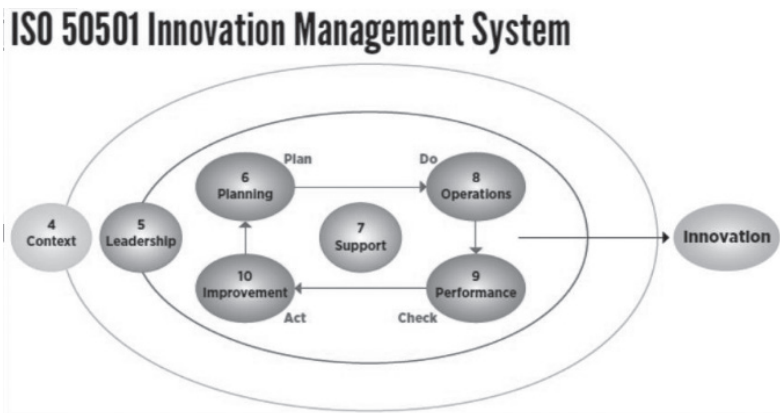 ISO 50501 Innovation Management System
Plan
Do
6
Planning
8
Operations
4
Context
5
Leadership
7
Support
Innovation
10
Improvement
9
Performance
Act
Check